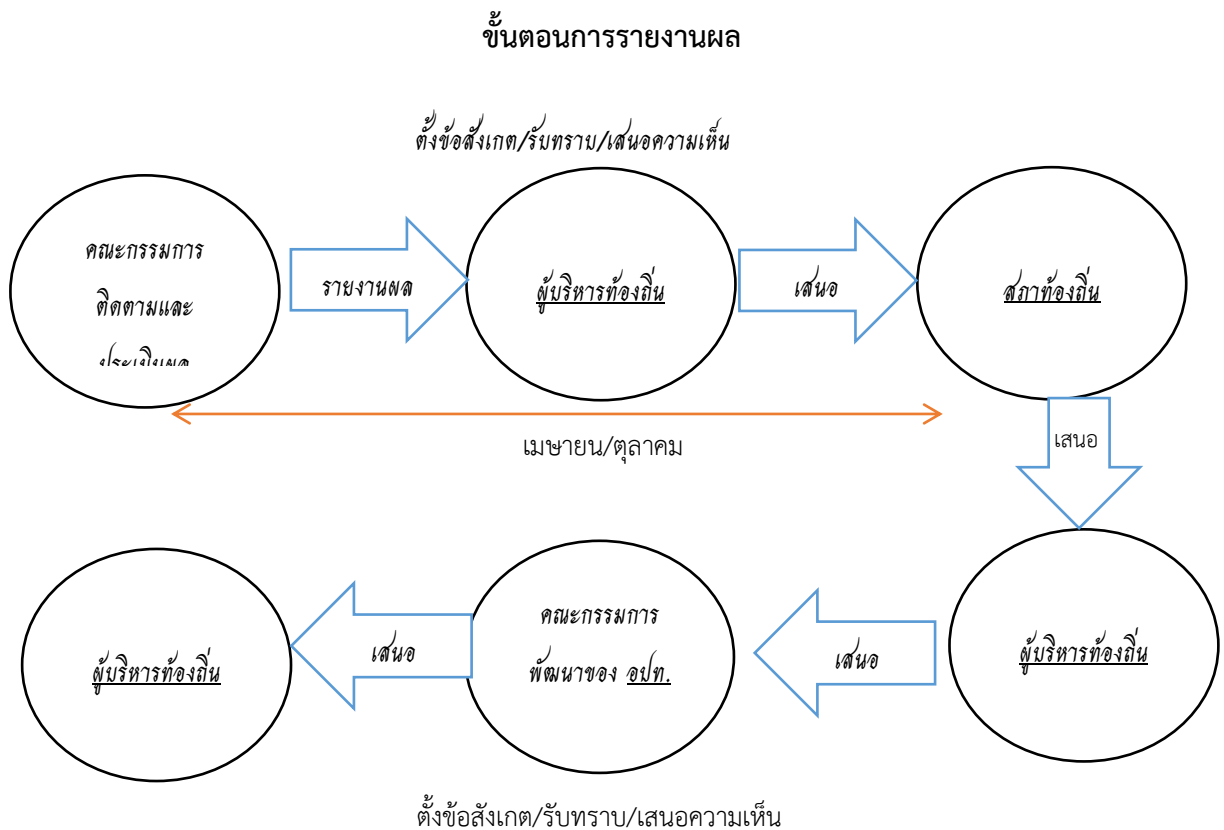 ขั้นตอนการรายงานผล
ตั้งข้อสังเกต/รับทราบ/เสนอความเห็น
คณะกรรมการ
ติดตามและ
ประเมินผล
รายงานผล
ผู้บริหารท้องถิ่น
เสนอ
สภาท้องถิ่น
เมษายน/ตุลาคม
เสนอ
ผู้บริหารท้องถิ่น
เสนอ
คณะกรรมการ
พัฒนาของ อปท.
เสนอ
ผู้บริหารท้องถิ่น
ตั้งข้อสังเกต/รับทราบ/เสนอความเห็น